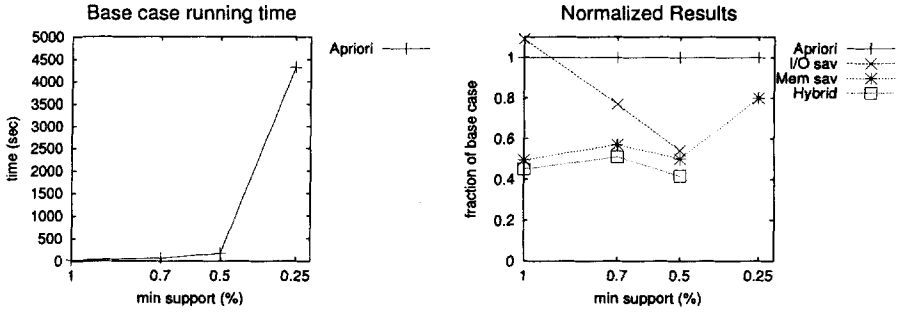 Base case running time
5000
4500
4000
3500
3000
2500
2000
1500
1000
500
0
time (sec)
1 0.7 0.5 0.25
min support (%)
Apriori
Normalized Results
1
0.8
0.6
0.4
0.2
0
fraction of base case
1 0.7 0.5 0.25
min support (%)
Apriori
I/O sav
Mem sav
Hybrid